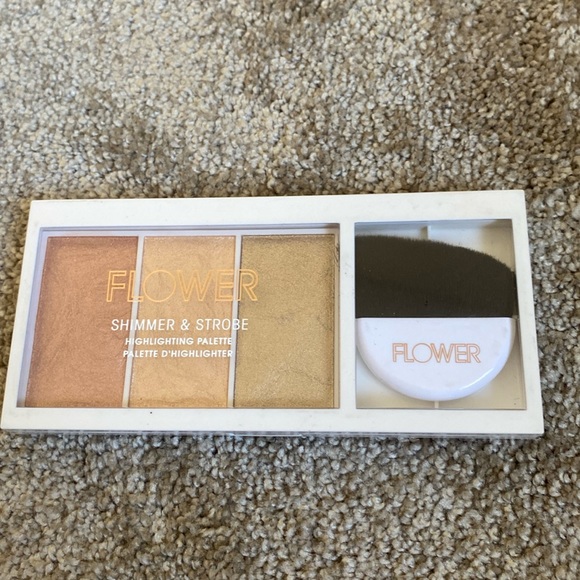 FLOWER
SHIMMER & STROBE
HIGHLIGHTING PALETTE
PALETTE D'HIGHLIGHTER
FLOWER